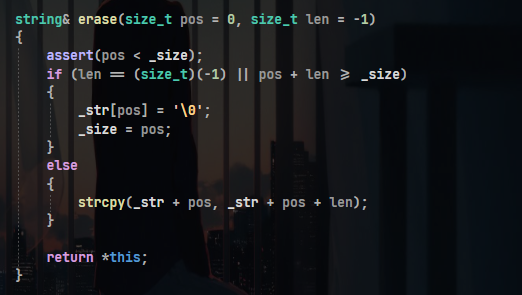 string& erase(size_t pos = 0, size_t len = -1)
{
    assert(pos < _size);
    if (len == (size_t)(-1) || pos + len >= _size)
    {
        _str[pos] = '\0';
        _size = pos;
    }
    else
    {
        strcpy(_str + pos, _str + pos + len);
    }

    return *this;
}